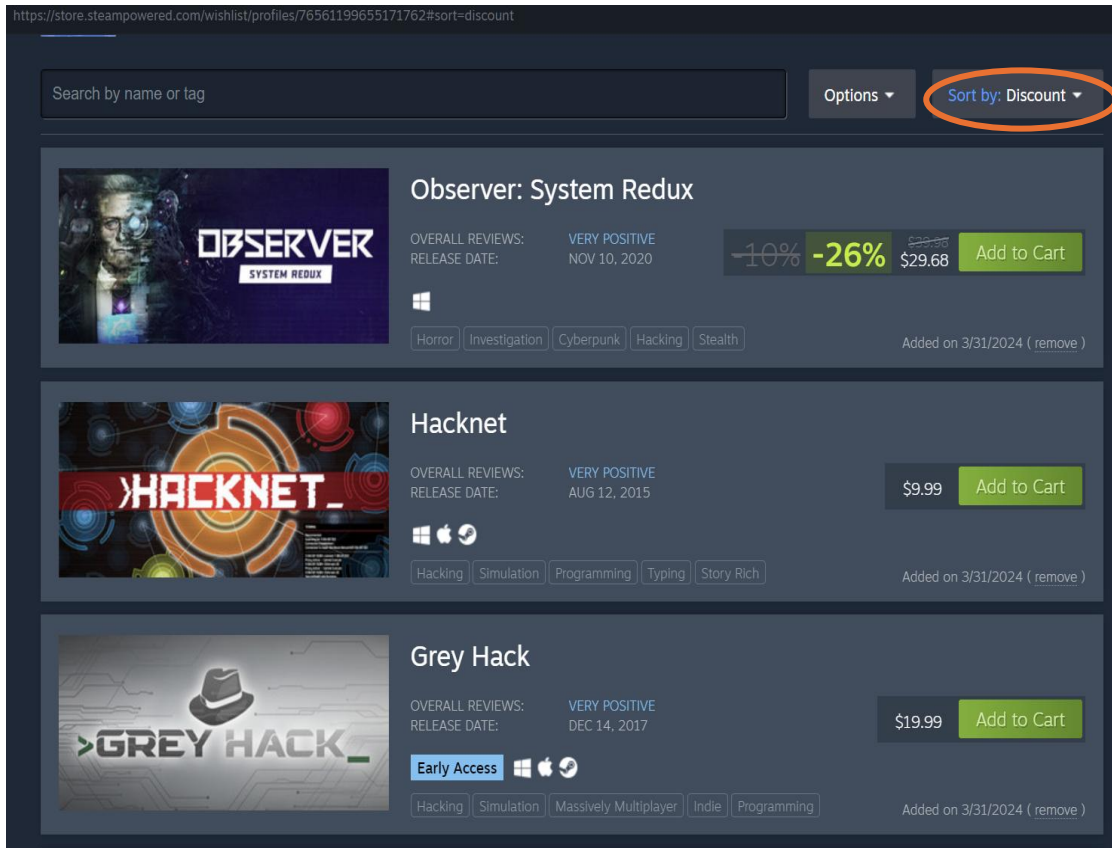 https://store.steampowered.com/wishlist/profiles/76561199655171762#sort=discount
Search by name or tag
Options
Sort by: Discount
OBSERVER
SYSTEM REDUX
Observer: System Redux
OVERALL REVIEWS: VERY POSITIVE
RELEASE DATE: NOV 10, 2020
-10% -26% $39.98 $29.68 Add to Cart
Horror Investigation Cyberpunk Hacking Stealth
Added on 3/31/2024 ( remove )
>HACKNET_
Hacknet
OVERALL REVIEWS: VERY POSITIVE
RELEASE DATE: AUG 12, 2015
$9.99 Add to Cart
Hacking Simulation Programming Typing Story Rich
Added on 3/31/2024 ( remove )
>GREY HACK_
Grey Hack
OVERALL REVIEWS: VERY POSITIVE
RELEASE DATE: DEC 14, 2017
$19.99 Add to Cart
Early Access
Hacking Simulation Massively Multiplayer Indie Programming
Added on 3/31/2024 ( remove )